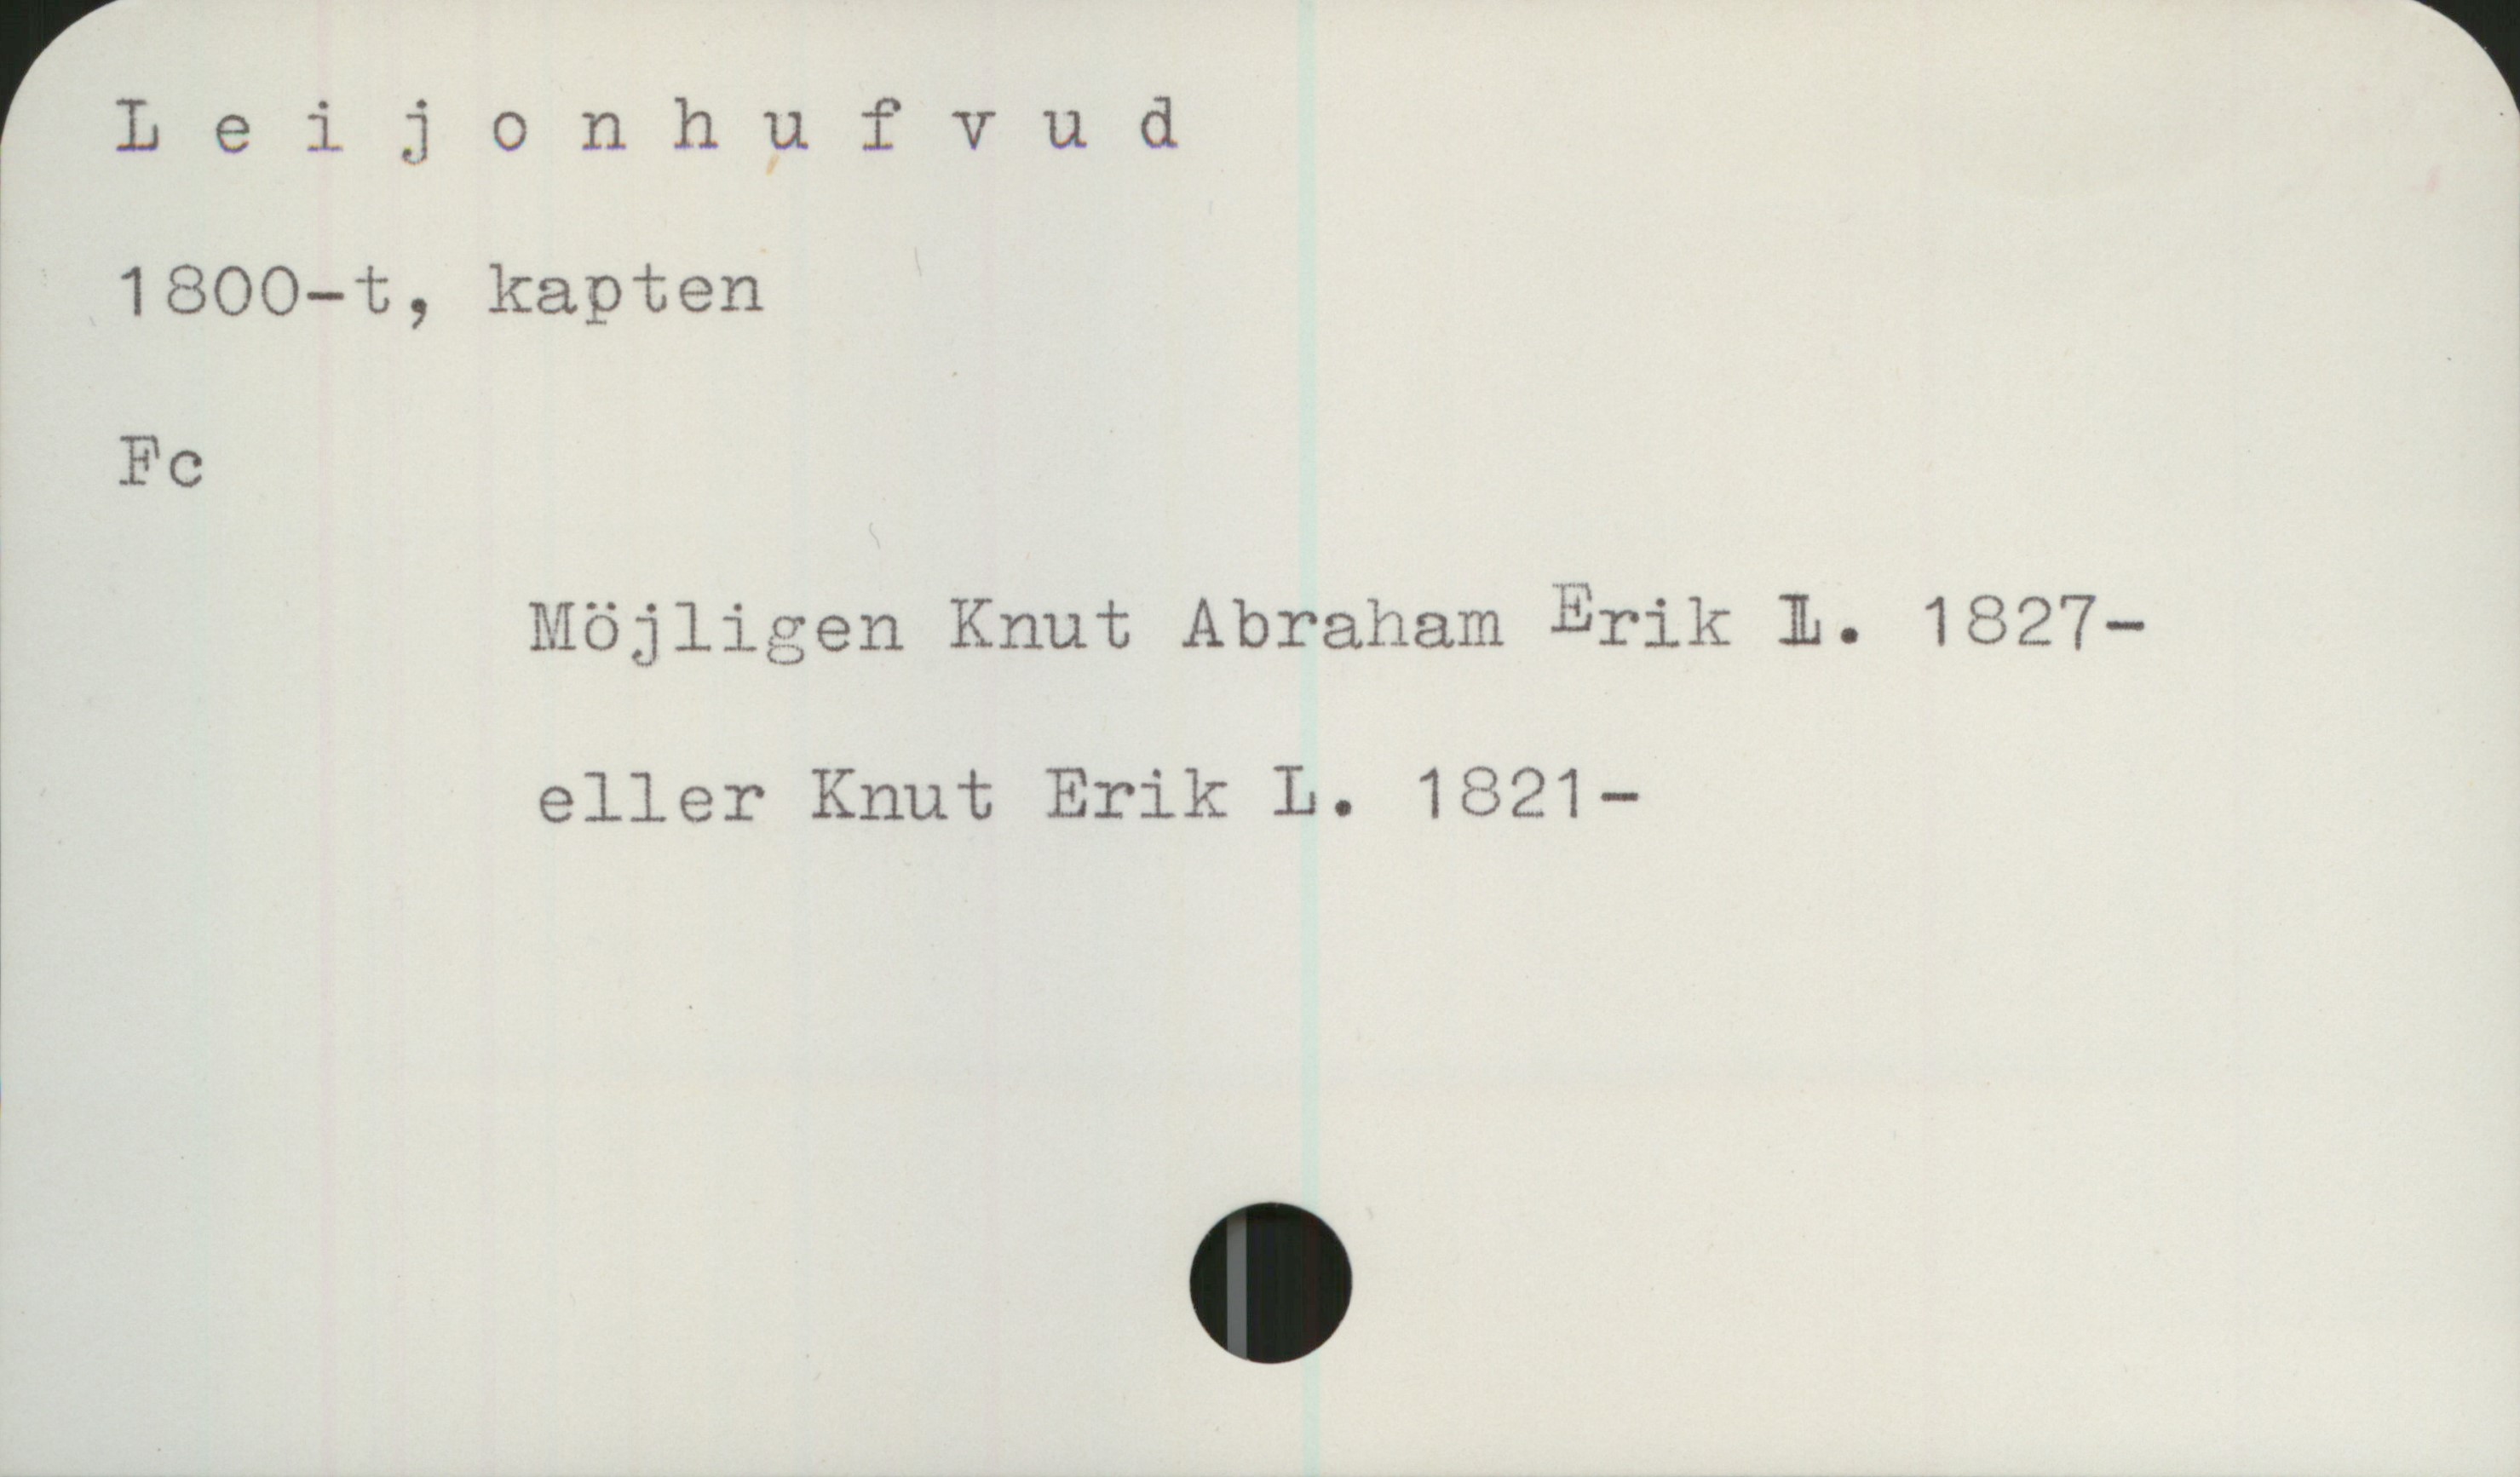 L e i j o n h u f v u d
1800-t, kapten
Fc
Möjligen Knut Abraham Erik L. 1827-
eller Knut Erik L. 1821-